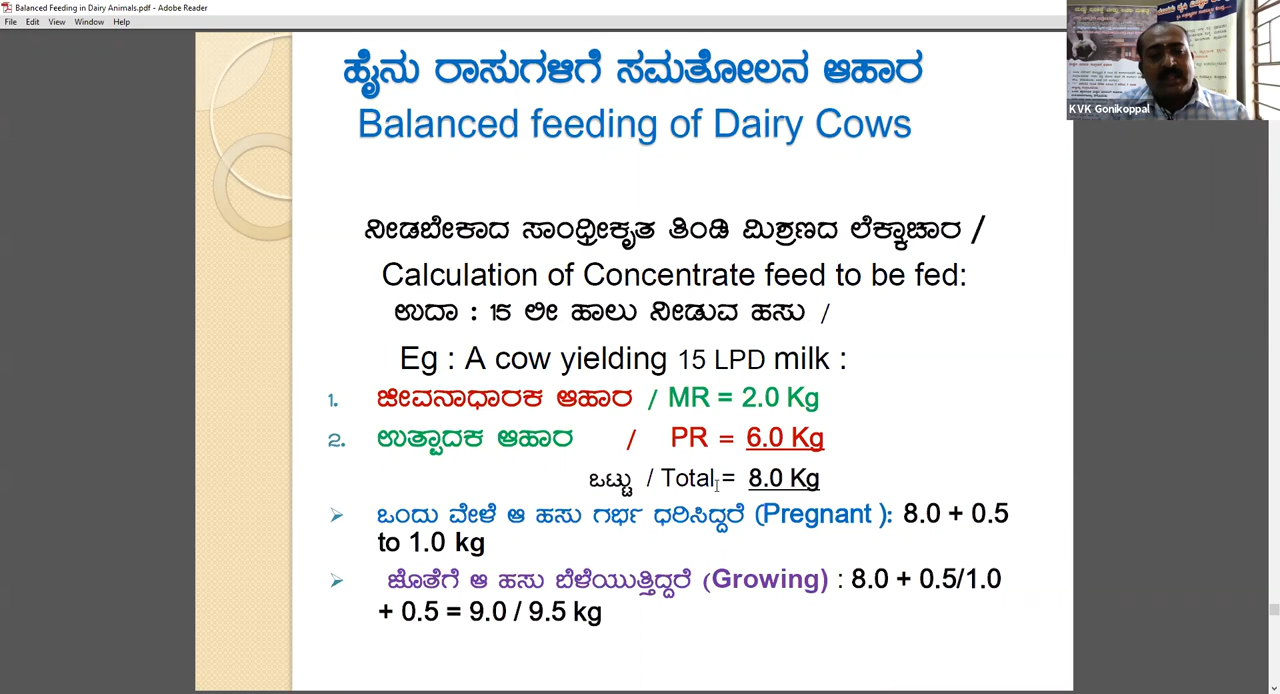 Balanced Feeding in Dairy Animals.pdf - Adobe Reader
File Edit View Window Help
KVK Gonikoppal
ಹೈನು ರಾಸುಗಳಿಗೆ ಸಮತೋಲನ ಆಹಾರ
Balanced feeding of Dairy Cows
ನೀಡಬೇಕಾದ ಸಾಂಧ್ರೀಕೃತ ತಿಂಡಿ ಮಿಶ್ರಣದ ಲೆಕ್ಕಾಚಾರ /
Calculation of Concentrate feed to be fed:
ಉದಾ : 15 ಲೀ ಹಾಲು ನೀಡುವ ಹಸು /
Eg : A cow yielding 15 LPD milk :
1. ಜೀವನಾಧಾರಕ ಆಹಾರ / MR = 2.0 Kg
2. ಉತ್ಪಾದಕ ಆಹಾರ / PR = 6.0 Kg
ಒಟ್ಟು / Total = 8.0 Kg
➢ ಒಂದು ವೇಳೆ ಆ ಹಸು ಗರ್ಭ ಧರಿಸಿದ್ದರೆ (Pregnant ): 8.0 + 0.5
to 1.0 kg
➢ ಜೊತೆಗೆ ಆ ಹಸು ಬೆಳೆಯುತ್ತಿದ್ದರೆ (Growing) : 8.0 + 0.5/1.0
+ 0.5 = 9.0 / 9.5 kg